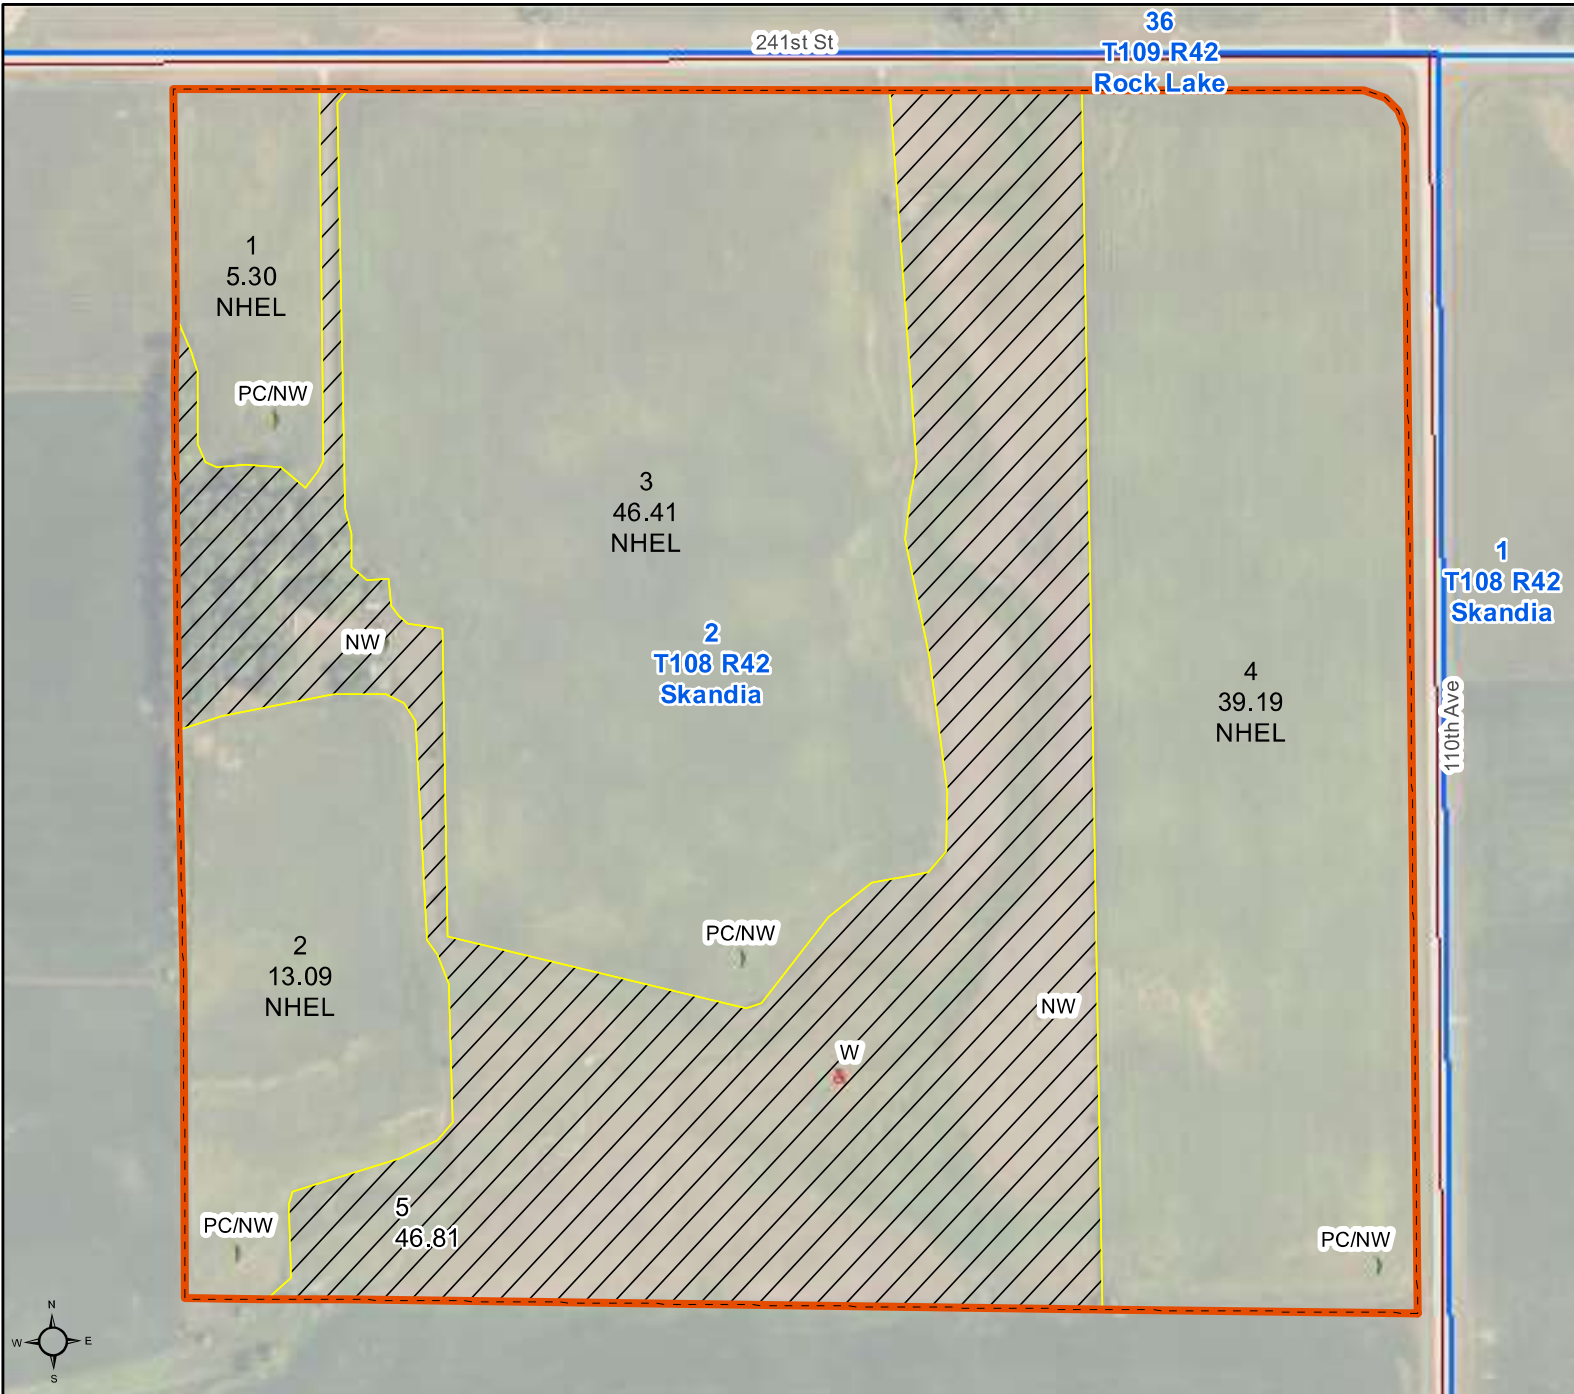 36
T109 R42
Rock Lake
241st St
1
5.30
NHEL
PC/NW
3
46.41
NHEL
1
T108 R42
Skandia
NW
2
T108 R42
Skandia
4
39.19
NHEL
110th Ave
2
13.09
NHEL
PC/NW
NW
W
5
46.81
PC/NW
PC/NW
N
W
E
S